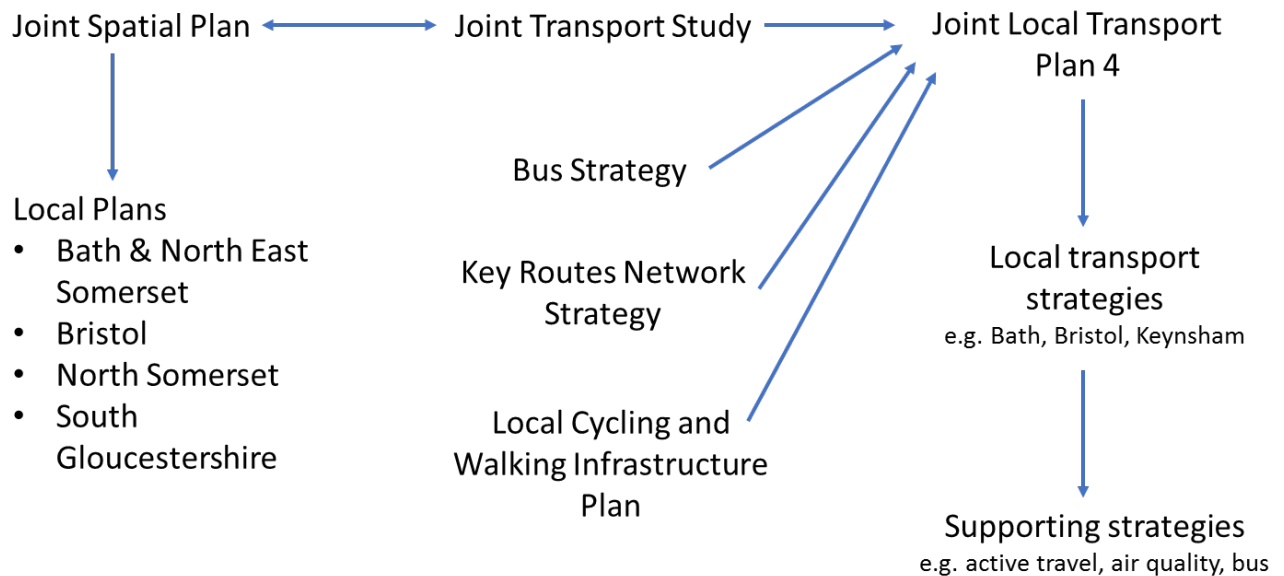 Joint Spatial Plan
Joint Transport Study
Joint Local Transport
Plan 4
Bus Strategy
Local Plans
• Bath & North East
Somerset
• Bristol
• North Somerset
• South
Gloucestershire
Key Routes Network
Strategy
Local Cycling and
Walking Infrastructure
Plan
Local transport
strategies
e.g. Bath, Bristol, Keynsham
Supporting strategies
e.g. active travel, air quality, bus